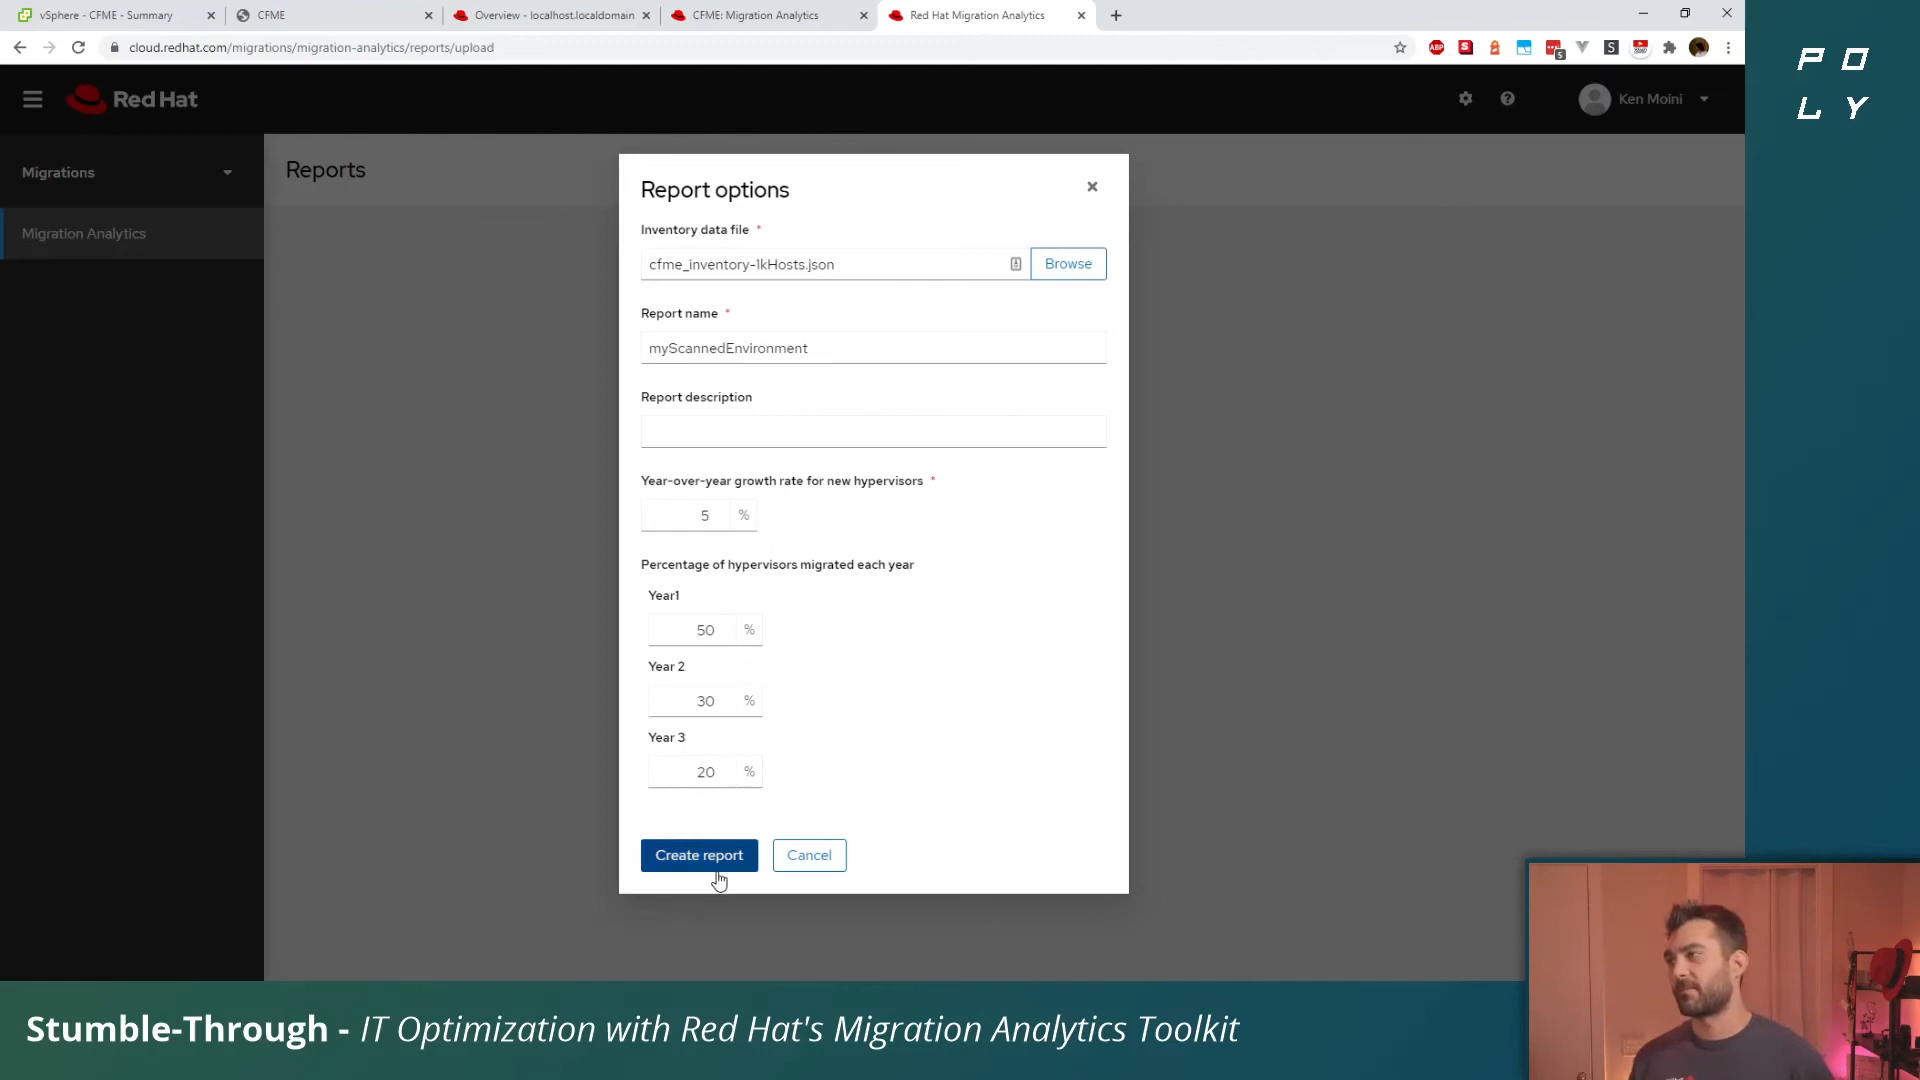 vSphere - CFME - Summary
CFME
Overview - localhost.localdomain
CFME: Migration Analytics
Red Hat Migration Analytics
cloud.redhat.com/migrations/migration-analytics/reports/upload
ABP
S
5
S
PO
LY
Red Hat
Ken Moini
Migrations
Migration Analytics
Reports
Report options
Inventory data file *
cfme_inventory-1kHosts.json
Browse
Report name *
myScannedEnvironment
Report description
Year-over-year growth rate for new hypervisors *
5 %
Percentage of hypervisors migrated each year
Year1
50 %
Year 2
30 %
Year 3
20 %
Create report
Cancel
Stumble-Through - IT Optimization with Red Hat's Migration Analytics Toolkit